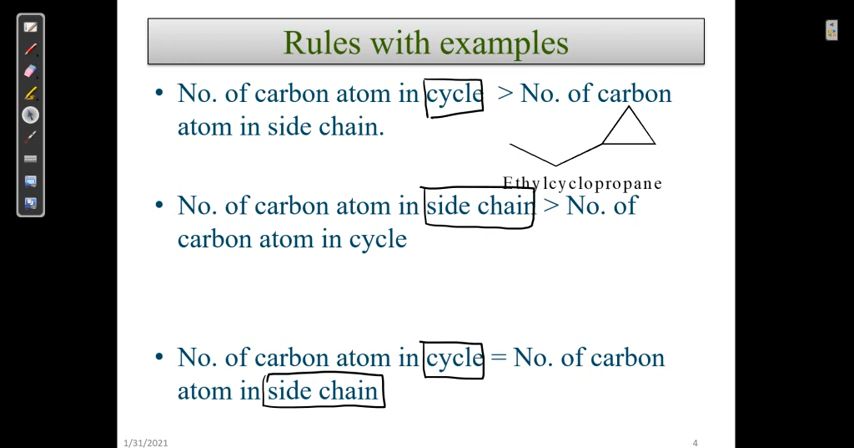 Rules with examples
• No. of carbon atom in cycle > No. of carbon
atom in side chain.
Ethylcyclopropane
• No. of carbon atom in side chain > No. of
carbon atom in cycle
• No. of carbon atom in cycle = No. of carbon
atom in side chain
1/31/2021
4